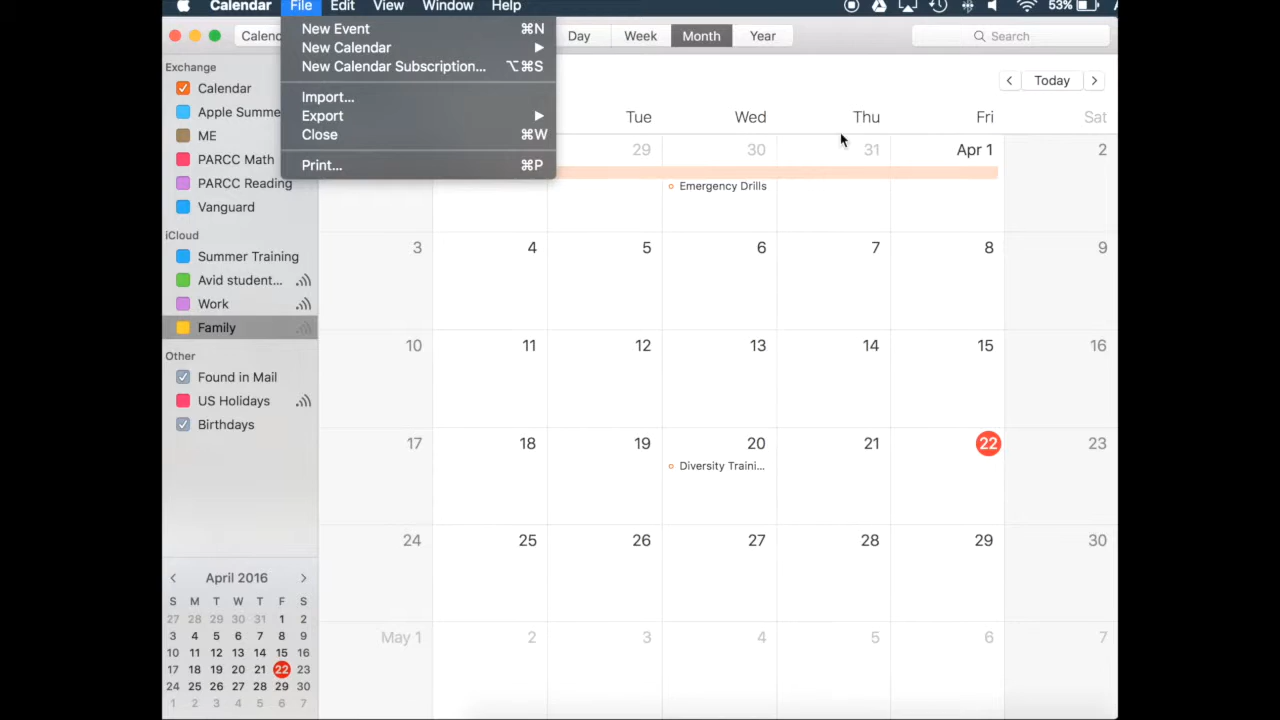 Calendar File Edit View Window Help 53%
Day Week Month Year Search
New Event ⌘N
New Calendar
New Calendar Subscription... ⌥⌘S
Import...
Export
Close ⌘W
Print... ⌘P
Exchange
Calendar
Apple Summe
ME
PARCC Math
PARCC Reading
Vanguard
iCloud
Summer Training
Avid student...
Work
Family
Other
Found in Mail
US Holidays
Birthdays
Today
Tue Wed Thu Fri Sat
29 30 31 Apr 1 2
Emergency Drills
3 4 5 6 7 8 9
10 11 12 13 14 15 16
17 18 19 20 21 22 23
Diversity Traini...
24 25 26 27 28 29 30
May 1 2 3 4 5 6 7
April 2016
S M T W T F S
27 28 29 30 31 1 2
3 4 5 6 7 8 9
10 11 12 13 14 15 16
17 18 19 20 21 22 23
24 25 26 27 28 29 30
1 2 3 4 5 6 7